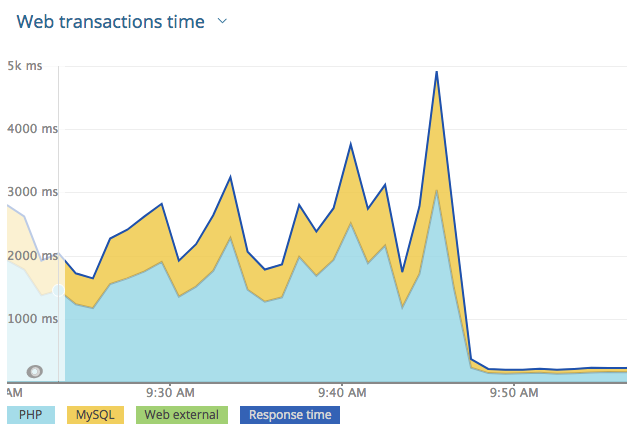 Web transactions time
5k ms
4000 ms
3000 ms
2000 ms
1000 ms
AM 9:30 AM 9:40 AM 9:50 AM
PHP MySQL Web external Response time